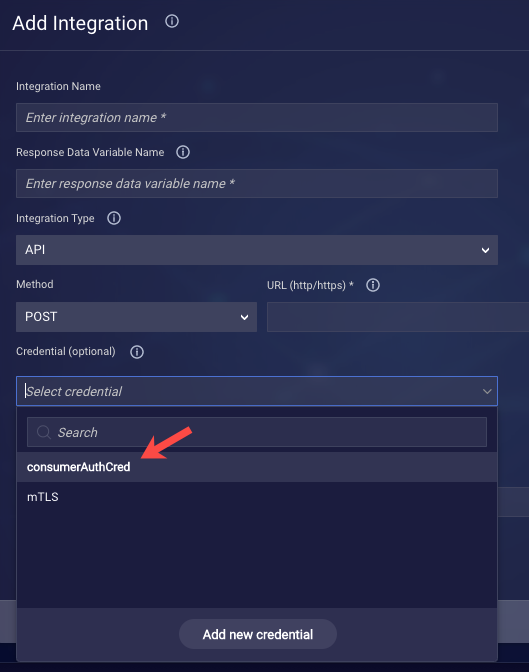 Add Integration
Integration Name
Enter integration name *
Response Data Variable Name
Enter response data variable name *
Integration Type
API
Method
URL (http/https) *
POST
Credential (optional)
Select credential
Search
consumerAuthCred
mTLS
Add new credential